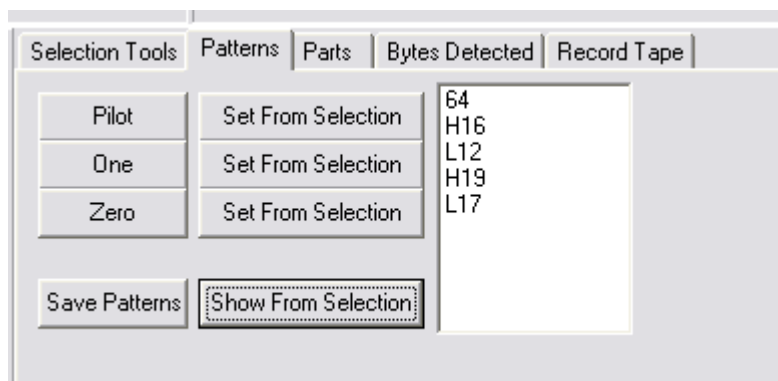 Selection Tools Patterns Parts Bytes Detected Record Tape
Pilot Set From Selection
One Set From Selection
Zero Set From Selection
Save Patterns Show From Selection
64
H16
L12
H19
L17